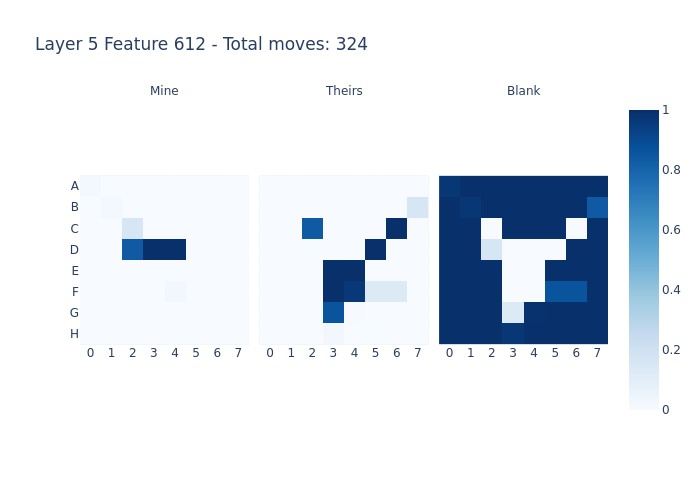 Layer 5 Feature 612 - Total moves: 324
Mine Theirs Blank
A
B
C
D
E
F
G
H
0 1 2 3 4 5 6 7 0 1 2 3 4 5 6 7 0 1 2 3 4 5 6 7
1
0.8
0.6
0.4
0.2
0